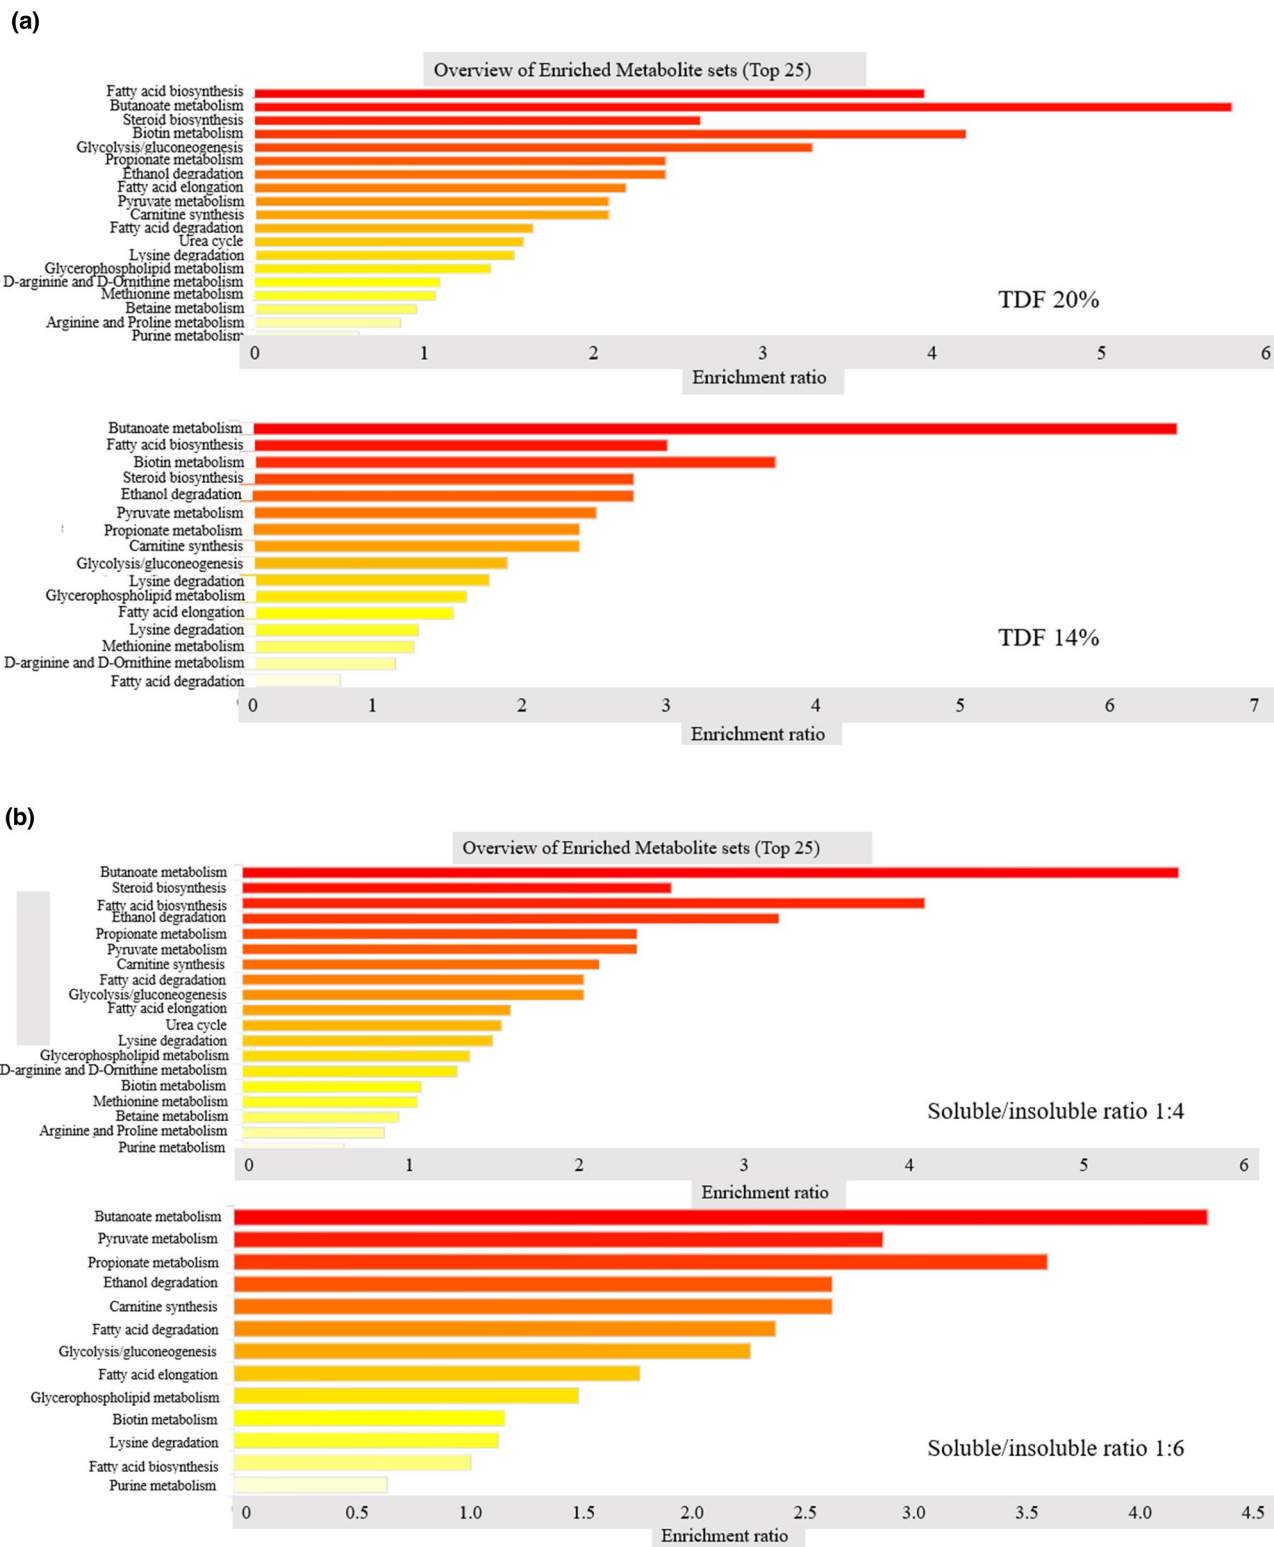 (a)
Overview of Enriched Metabolite sets (Top 25)
Fatty acid biosynthesis
Butanoate metabolism
Steroid biosynthesis
Biotin metabolism
Glycolysis/gluconeogenesis
Propionate metabolism
Ethanol degradation
Fatty acid elongation
Pyruvate metabolism
Carnitine synthesis
Fatty acid degradation
Urea cycle
Lysine degradation
Glycerophospholipid metabolism
D-arginine and D-Ornithine metabolism
Methionine metabolism
Betaine metabolism
Arginine and Proline metabolism
Purine metabolism
TDF 20%
0 1 2 3 4 5 6
Enrichment ratio
Butanoate metabolism
Fatty acid biosynthesis
Biotin metabolism
Steroid biosynthesis
Ethanol degradation
Pyruvate metabolism
Propionate metabolism
Carnitine synthesis
Glycolysis/gluconeogenesis
Lysine degradation
Glycerophospholipid metabolism
Fatty acid elongation
Lysine degradation
Methionine metabolism
D-arginine and D-Ornithine metabolism
Fatty acid degradation
TDF 14%
0 1 2 3 4 5 6 7
Enrichment ratio
(b)
Overview of Enriched Metabolite sets (Top 25)
Butanoate metabolism
Steroid biosynthesis
Fatty acid biosynthesis
Ethanol degradation
Propionate metabolism
Pyruvate metabolism
Carnitine synthesis
Fatty acid degradation
Glycolysis/gluconeogenesis
Fatty acid elongation
Urea cycle
Lysine degradation
Glycerophospholipid metabolism
D-arginine and D-Ornithine metabolism
Biotin metabolism
Methionine metabolism
Betaine metabolism
Arginine and Proline metabolism
Purine metabolism
Soluble/insoluble ratio 1:4
0 1 2 3 4 5 6
Enrichment ratio
Butanoate metabolism
Pyruvate metabolism
Propionate metabolism
Ethanol degradation
Carnitine synthesis
Fatty acid degradation
Glycolysis/gluconeogenesis
Fatty acid elongation
Glycerophospholipid metabolism
Biotin metabolism
Lysine degradation
Fatty acid biosynthesis
Purine metabolism
Soluble/insoluble ratio 1:6
0 0.5 1.0 1.5 2.0 2.5 3.0 3.5 4.0 4.5
Enrichment ratio